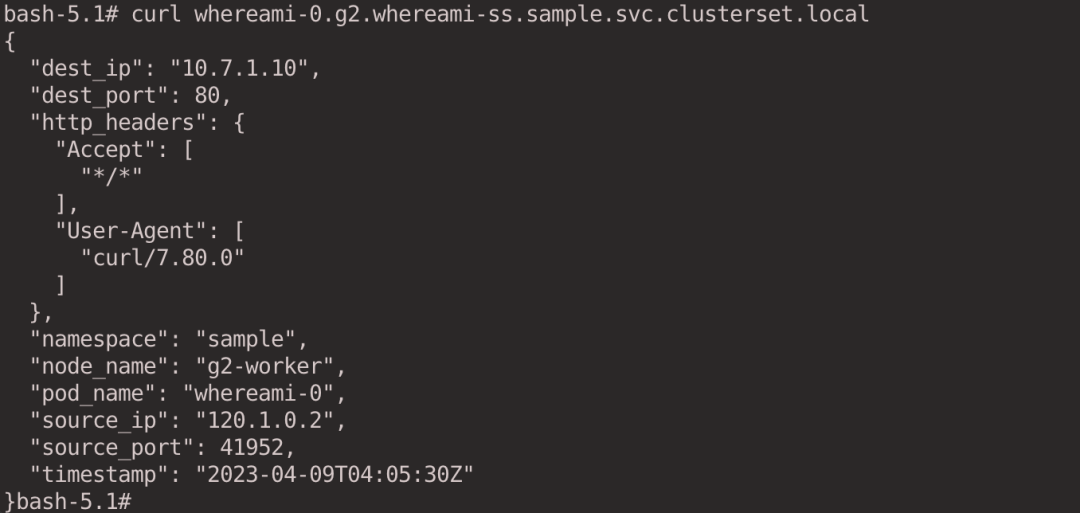 bash-5.1# curl whereami-0.g2.whereami-ss.sample.svc.clusterset.local
{
  "dest_ip": "10.7.1.10",
  "dest_port": 80,
  "http_headers": {
    "Accept": [
      "*/*"
    ],
    "User-Agent": [
      "curl/7.80.0"
    ]
  },
  "namespace": "sample",
  "node_name": "g2-worker",
  "pod_name": "whereami-0",
  "source_ip": "120.1.0.2",
  "source_port": 41952,
  "timestamp": "2023-04-09T04:05:30Z"
}bash-5.1#